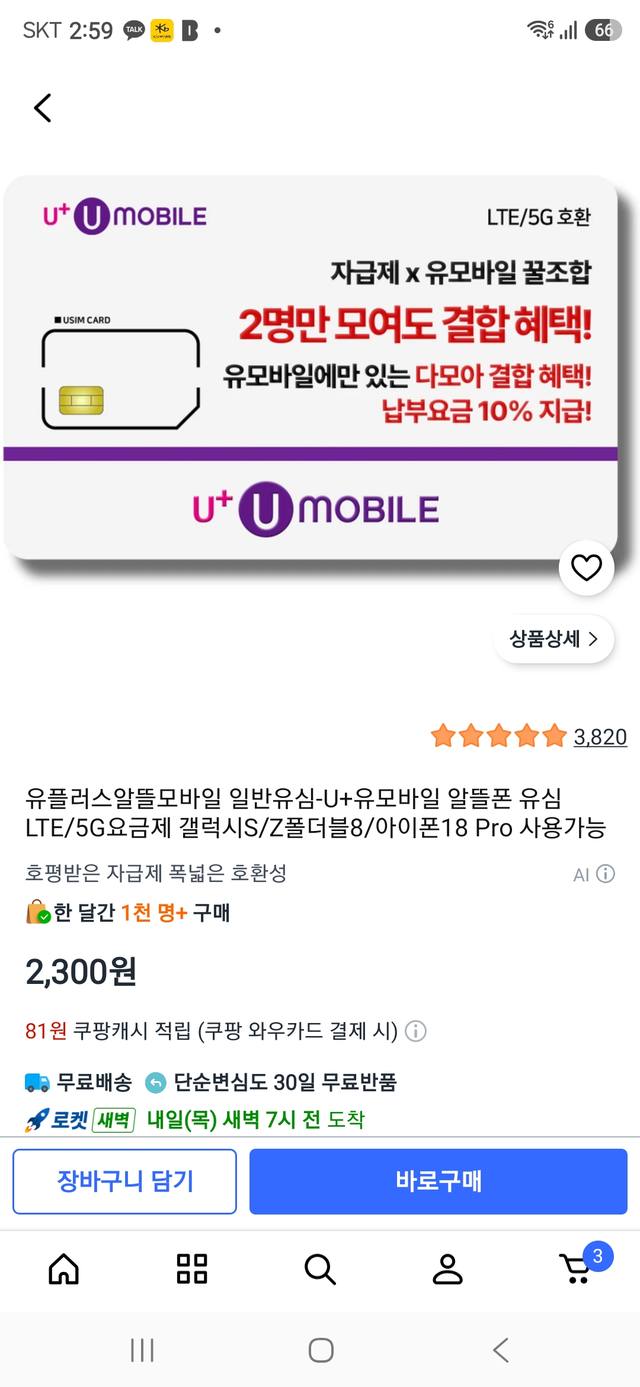 SKT 2:59 TALK
66
U+ U MOBILE
LTE/5G 호환
자급제 x 유모바일 꿀조합
■USIM CARD
2명만 모여도 결합 혜택!
유모바일에만 있는 다모아 결합 혜택!
납부요금 10% 지급!
U+ U MOBILE
상품상세 >
3,820
유플러스알뜰모바일 일반유심-U+유모바일 알뜰폰 유심
LTE/5G요금제 갤럭시S/Z폴더블8/아이폰18 Pro 사용가능
호평받은 자급제 폭넓은 호환성
AI
한 달간 1천 명+ 구매
2,300원
81원 쿠팡캐시 적립 (쿠팡 와우카드 결제 시)
무료배송 단순변심도 30일 무료반품
로켓 새벽 내일(목) 새벽 7시 전 도착
장바구니 담기
바로구매
3